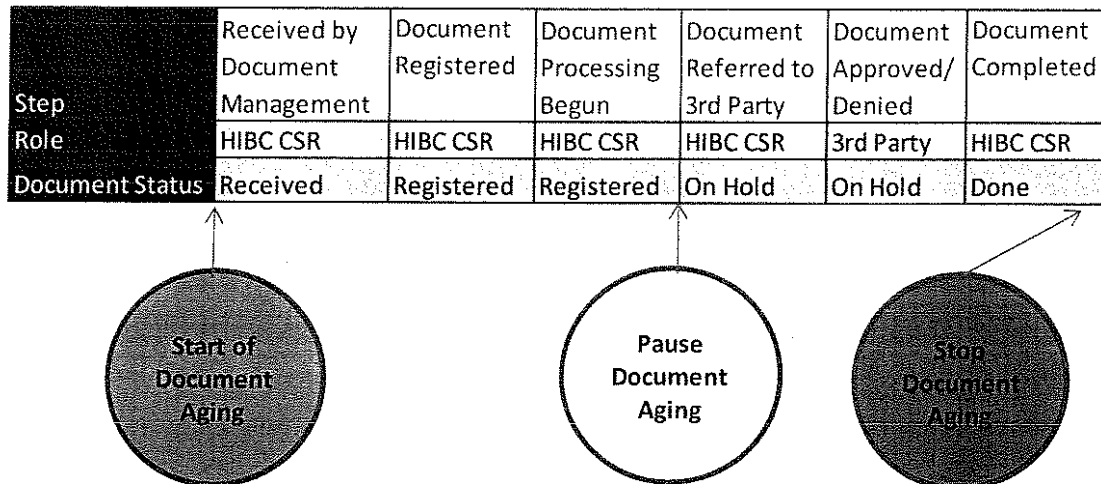 Received by Document Document Document Document Document
Document Registered Processing Referred to Approved/ Completed
Step Management Begun 3rd Party Denied
Role HIBC CSR HIBC CSR HIBC CSR HIBC CSR 3rd Party HIBC CSR
Document Status Received Registered Registered On Hold On Hold Done
Start of
Document
Aging
Pause
Document
Aging
Stop
Document
Aging